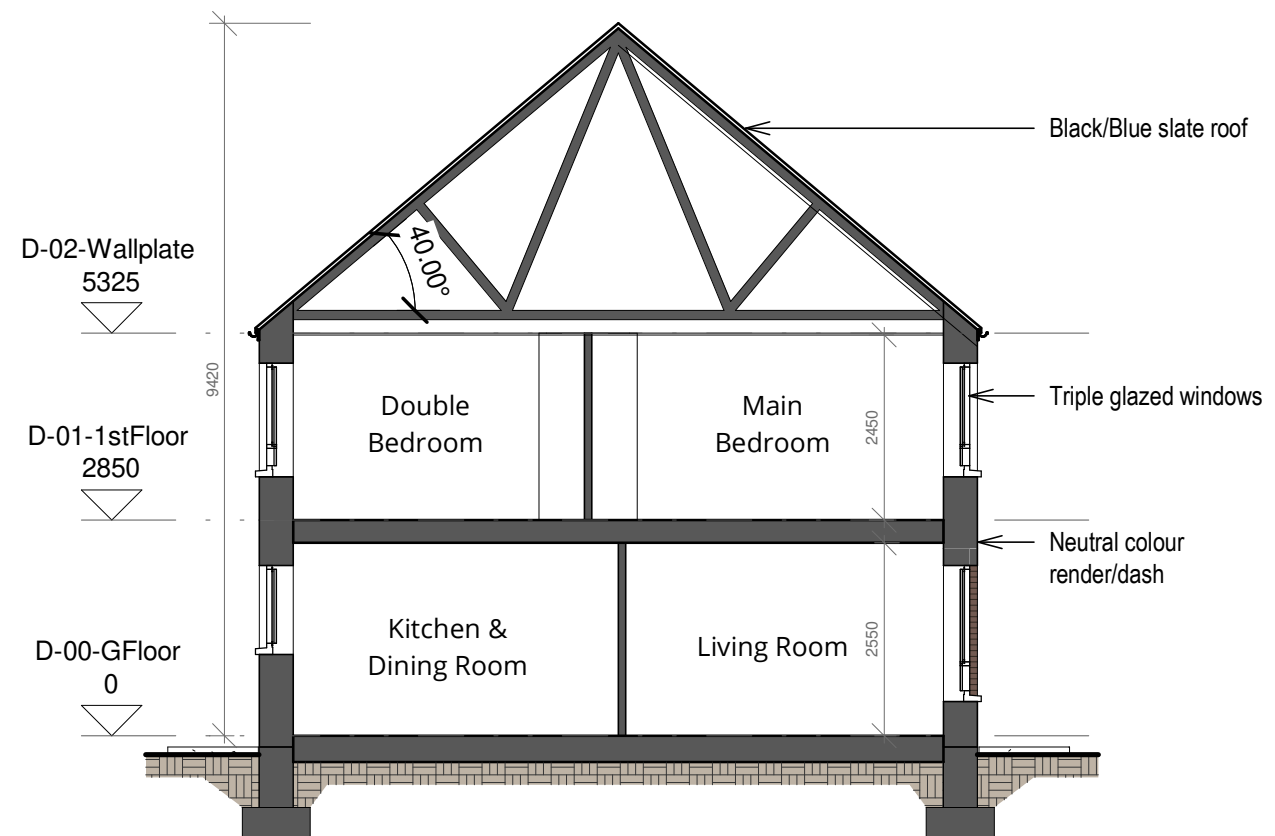 Black/Blue slate roof
40.00°
D-02-Wallplate
5325
9420
Double
Bedroom
Main
Bedroom
2450
Triple glazed windows
D-01-1stFloor
2850
Neutral colour
render/dash
Kitchen &
Dining Room
Living Room
2550
D-00-GFloor
0